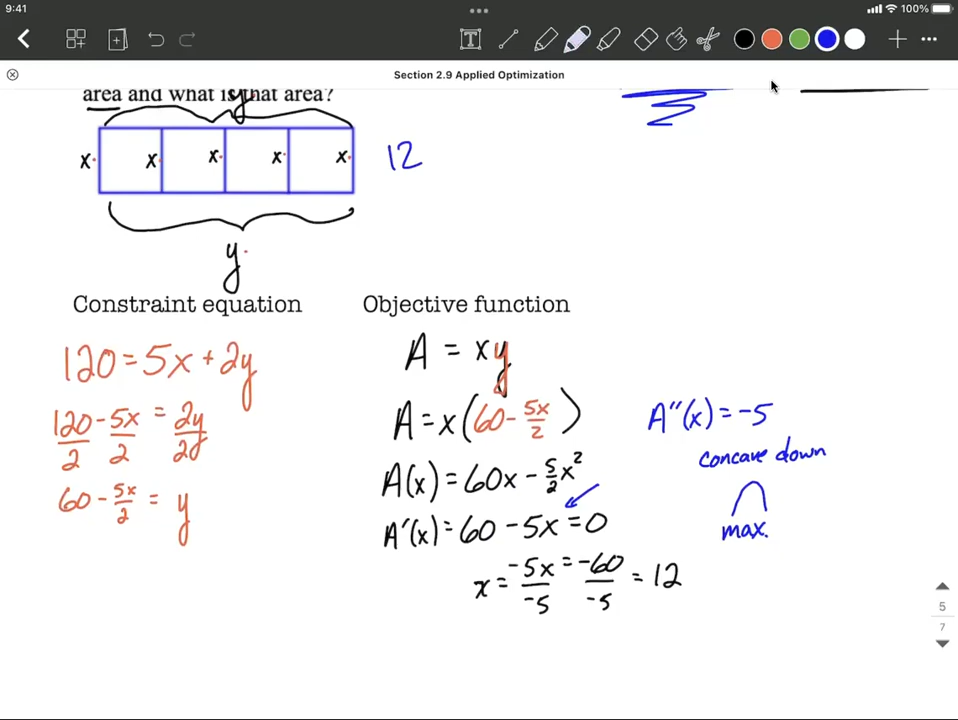 9:41
100%
T
Section 2.9 Applied Optimization
area and what is that area?
y
x x x x x 12
y
Constraint equation
120 = 5x + 2y
120/2 - 5x/2 = 2y/2y
60 - 5x/2 = y
Objective function
A = xy
A = x(60 - 5x/2)
A(x) = 60x - 5/2 x²
A'(x) = 60 - 5x = 0
x = -5x/-5 = -60/-5 = 12
A''(x) = -5
concave down
max.
5
7